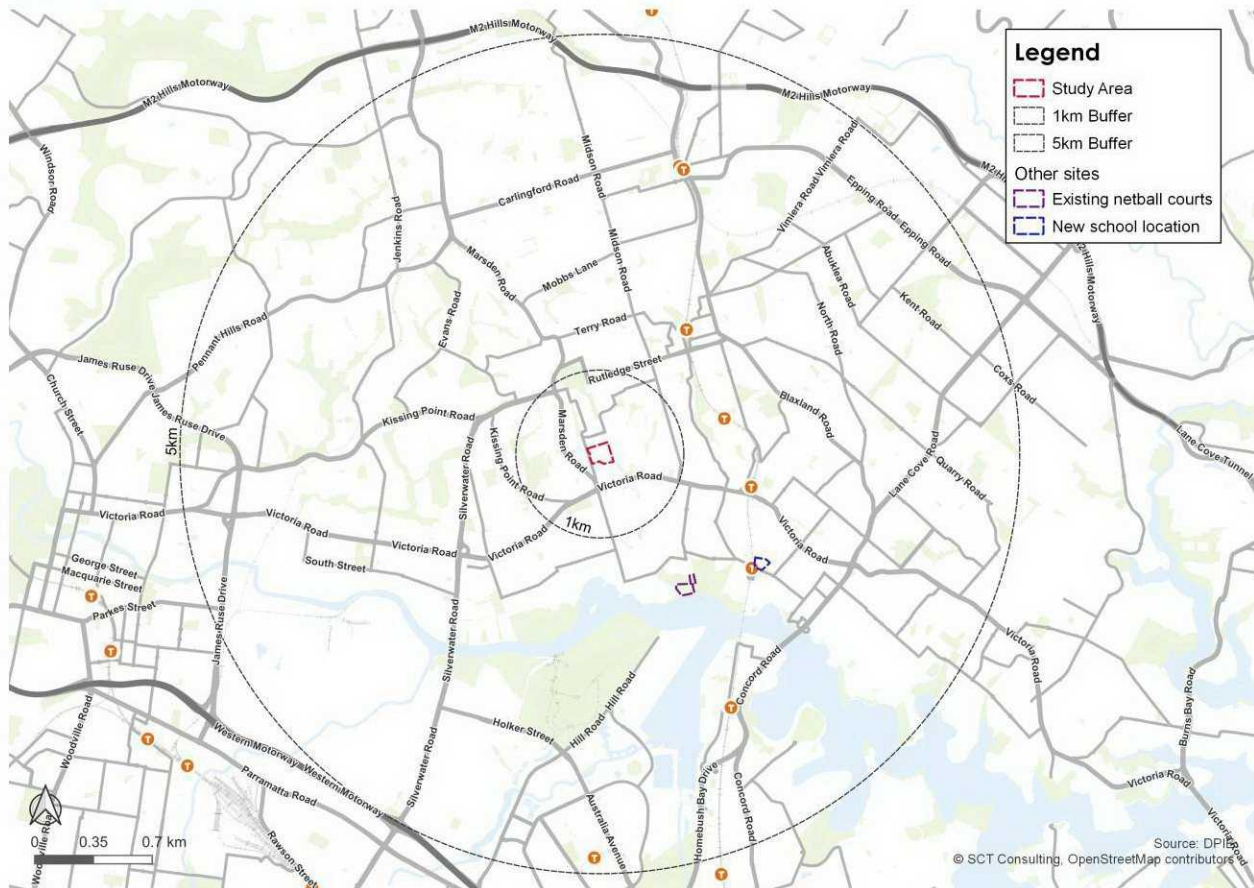 M2 Hills Motorway
M2 Hills Motorway
M2 Hills Motorway
M2 Hills Motorway
M2 Hills Motorway
Legend
Study Area
1km Buffer
5km Buffer
Other sites
Existing netball courts
New school location
Windsor Road
Carlingford Road
Midson Road
Midson Road
Vimiera Road
Vimiera Road
Epping Road
Epping Road
Jenkins Road
Marsden Road
Mobbs Lane
Abuklea Road
Kent Road
North Road
Evans Road
Terry Road
Pennant Hills Road
Rutledge Street
Coxs Road
James Ruse Drive
James Ruse Drive
Church Street
Kissing Point Road
Blaxland Road
5km
Marsden Road
Kissing Point Road
Silverwater Road
Lane Cove Road
Quarry Road
Lane Cove Tunnel
Victoria Road
1km
Victoria Road
Victoria Road
Victoria Road
Victoria Road
Victoria Road
South Street
George Street
Macquarie Street
Parkes Street
James Ruse Drive
Silverwater Road
Victoria Road
Concord Road
Hill Road
Hill Road
Holker Street
Burns Bay Road
Woodville Road
Western Motorway
Western Motorway
Parramatta Road
Silverwater Road
Australia Avenue
Homebush Bay Drive
Concord Road
Victoria Road
Victoria Road
Rawson Street
0 0.35 0.7 km
© SCT Consulting, OpenStreetMap contributors